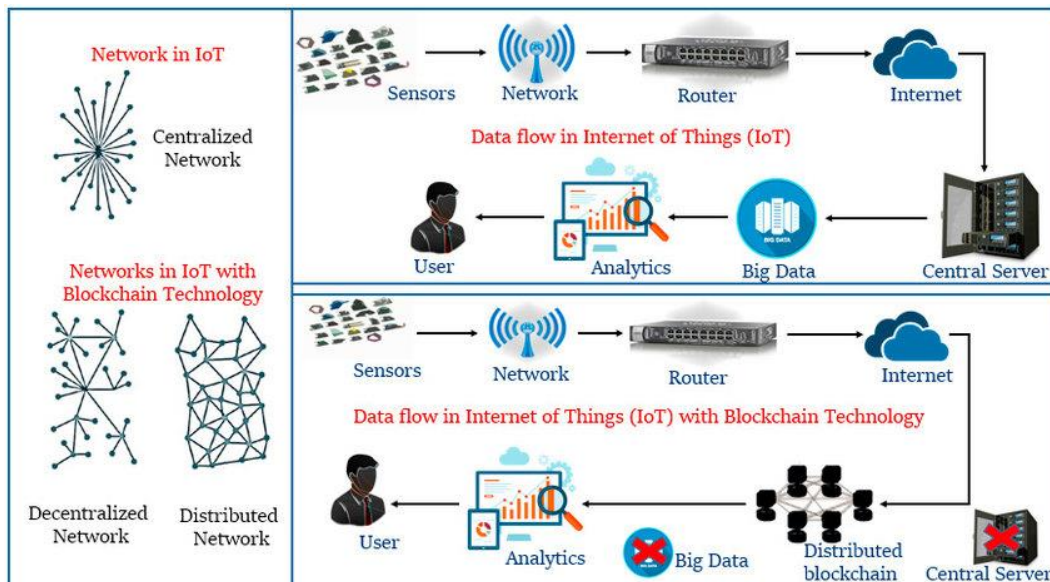 Network in IoT
Centralized
Network
Networks in IoT with
Blockchain Technology
Decentralized
Network
Distributed
Network
Sensors
Network
Router
Internet
Data flow in Internet of Things (IoT)
User
Analytics
BIG DATA
Big Data
Central Server
Sensors
Network
Router
Internet
Data flow in Internet of Things (IoT) with Blockchain Technology
User
Analytics
Big Data
Distributed
blockchain
Central Server